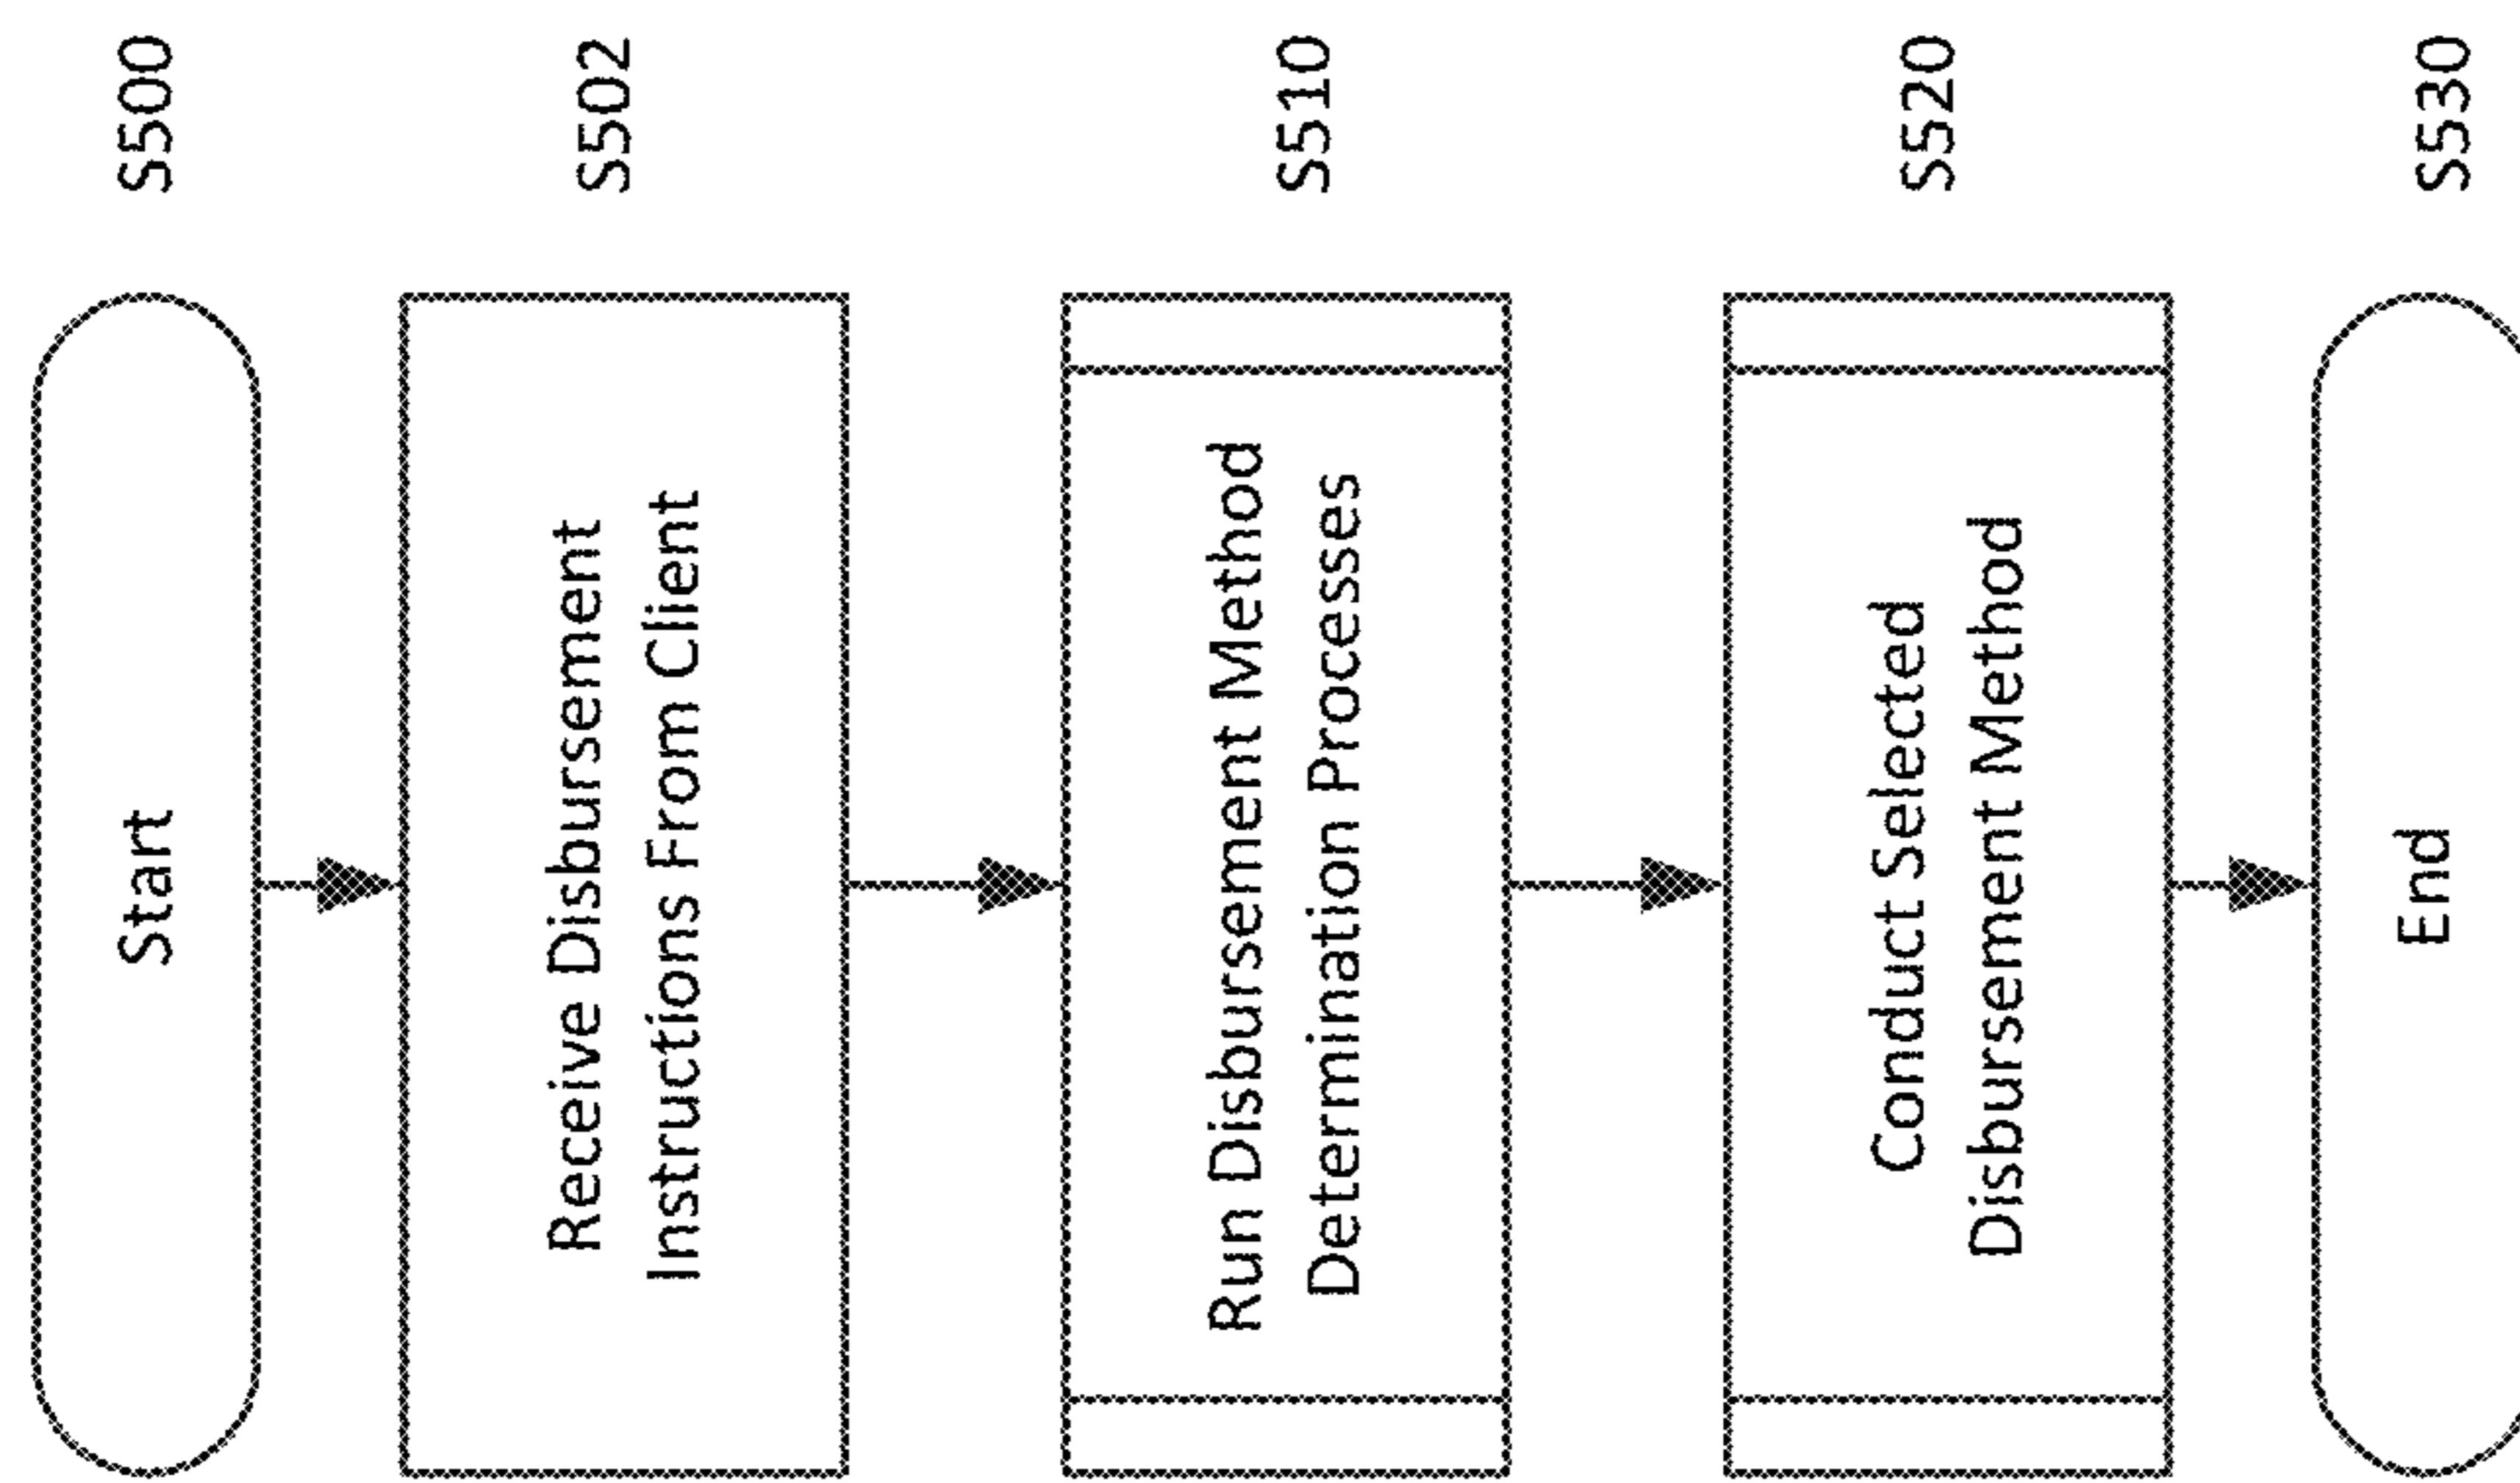 Start
S500
Receive Disbursement
Instructions From Client
S502
Run Disbursement Method
Determination Processes
S510
Conduct Selected
Disbursement Method
S520
End
S530